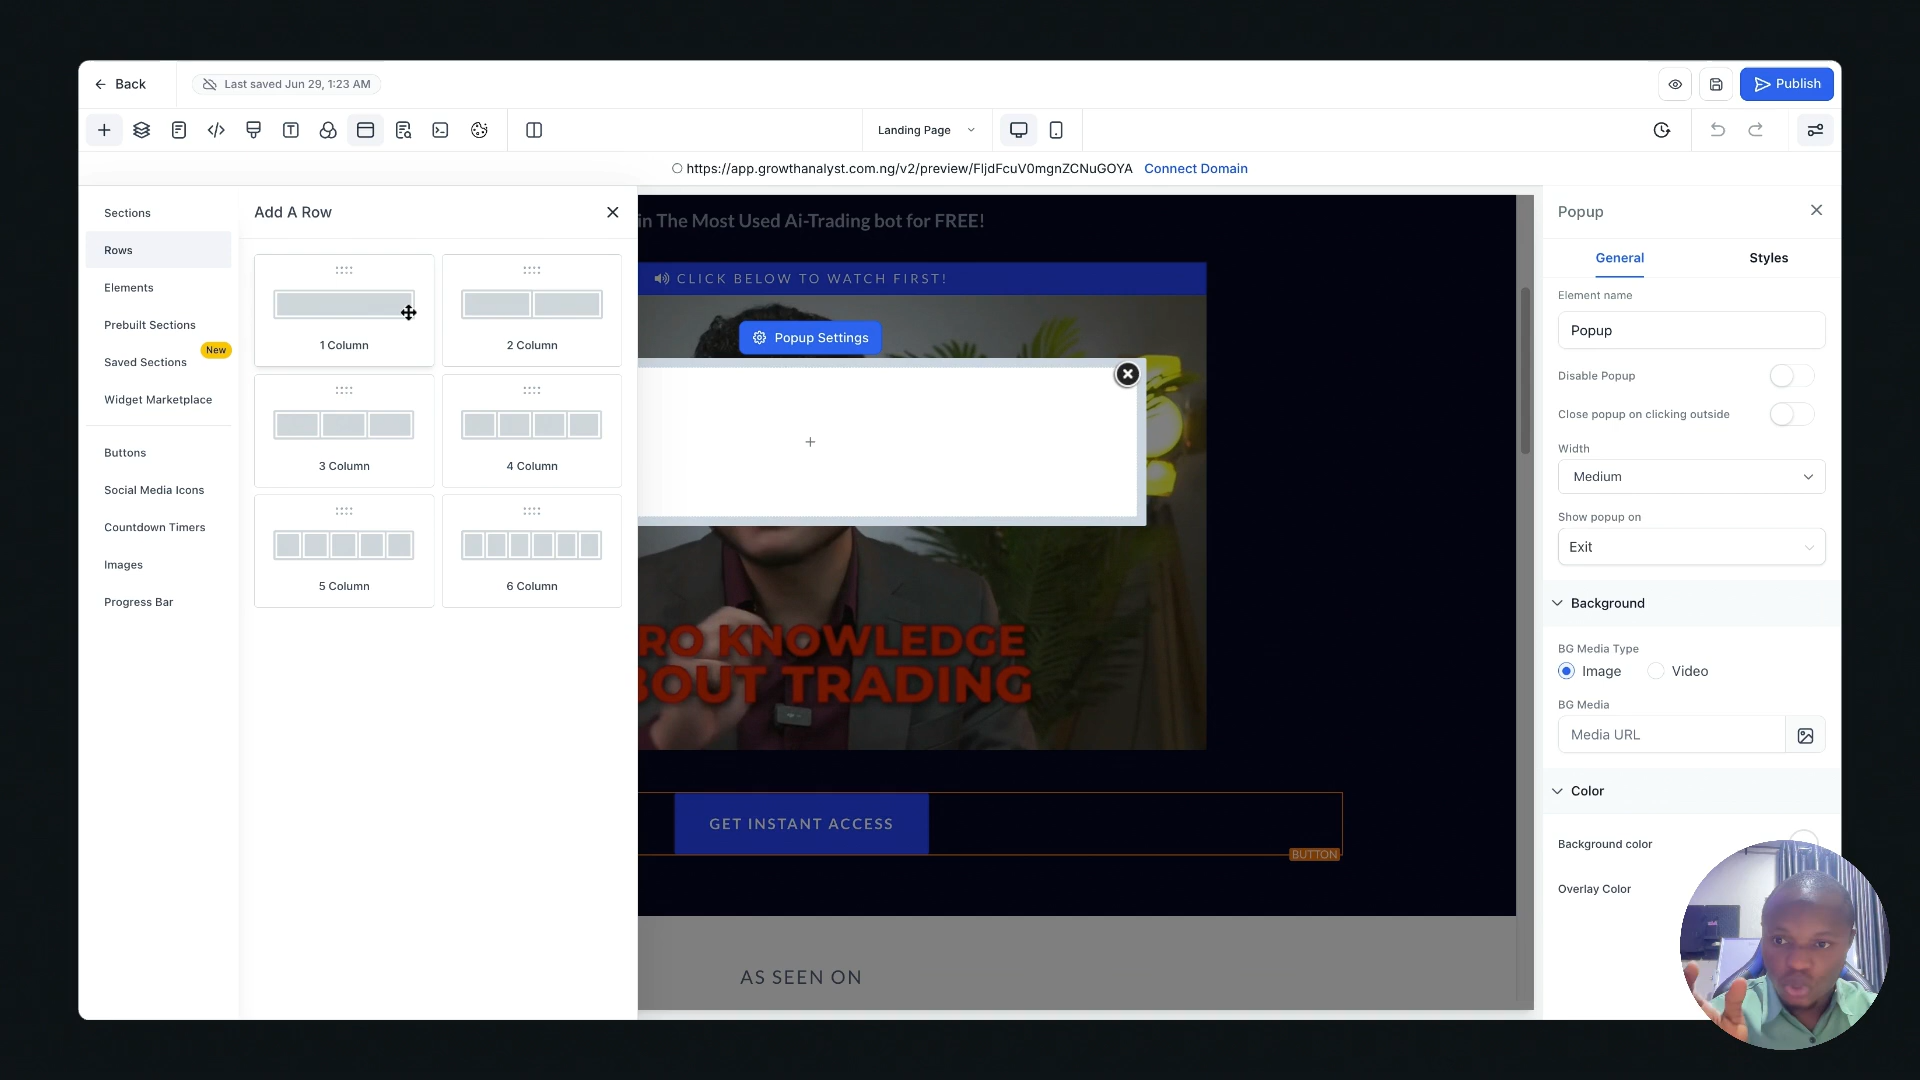 Back
Last saved Jun 29, 1:23 AM
Publish
Landing Page
https://app.growthanalyst.com.ng/v2/preview/FljdFcuV0mgnZCNuGOYA Connect Domain
Sections
Rows
Elements
Prebuilt Sections
Saved Sections
New
Widget Marketplace
Buttons
Social Media Icons
Countdown Timers
Images
Progress Bar
Add A Row
1 Column
2 Column
3 Column
4 Column
5 Column
6 Column
in The Most Used Ai-Trading bot for FREE!
CLICK BELOW TO WATCH FIRST!
Popup Settings
RO KNOWLEDGE
BOUT TRADING
GET INSTANT ACCESS
BUTTON
AS SEEN ON
Popup
General
Styles
Element name
Popup
Disable Popup
Close popup on clicking outside
Width
Medium
Show popup on
Exit
Background
BG Media Type
Image
Video
BG Media
Media URL
Color
Background color
Overlay Color